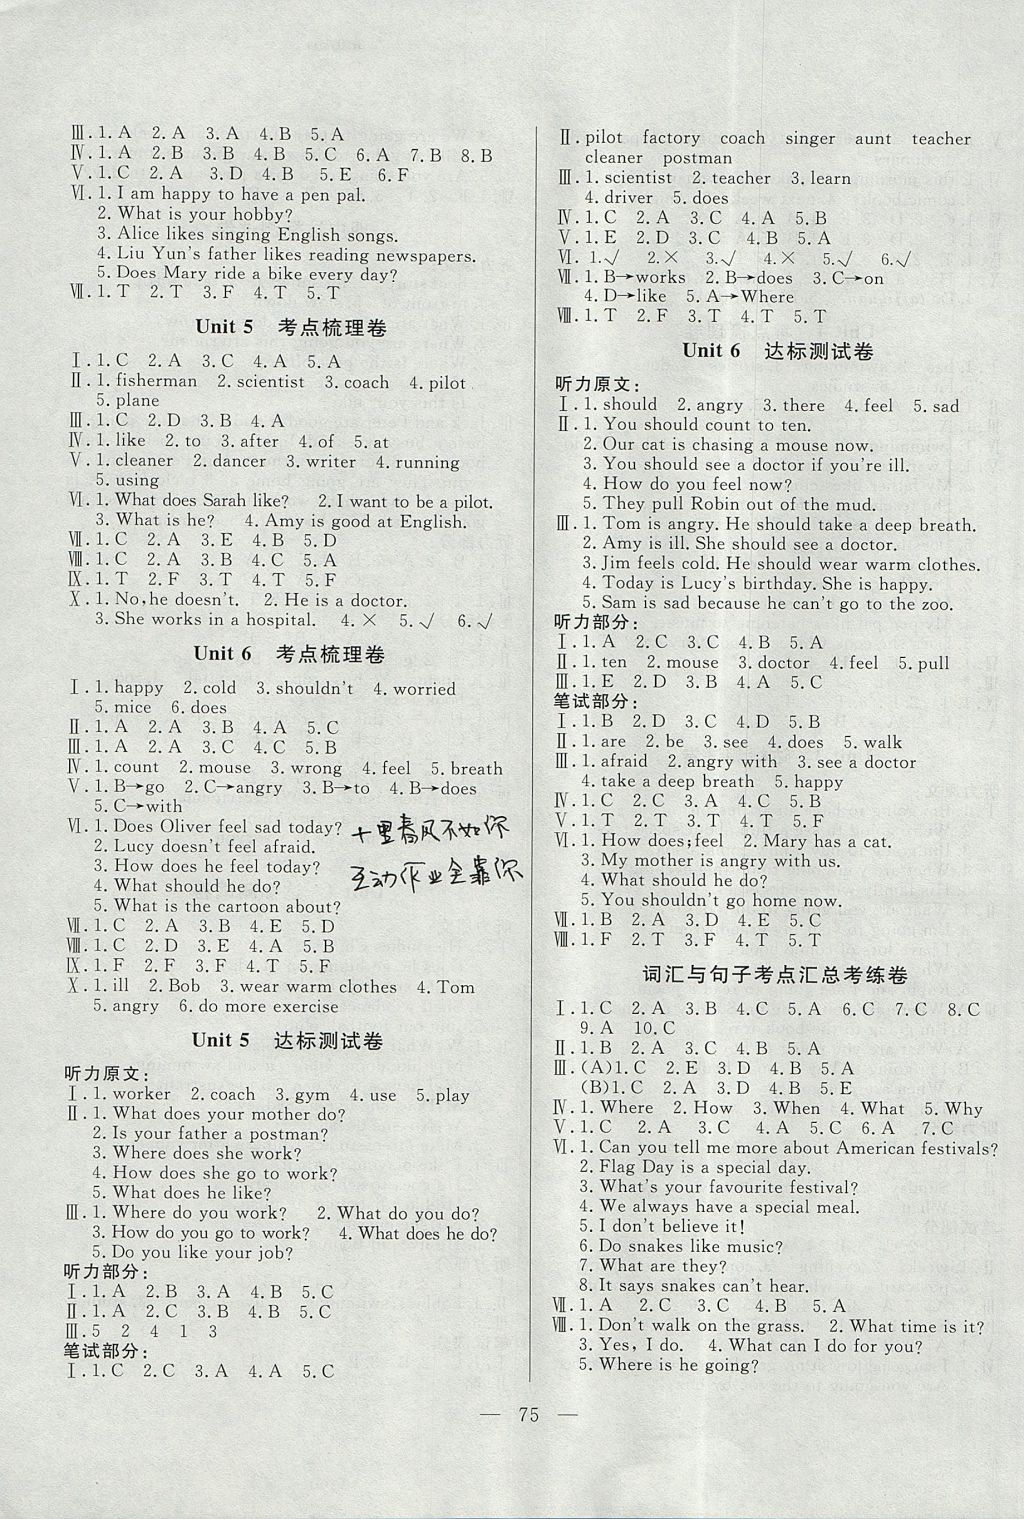 Ⅲ. 1. A 2. A 3. A 4. B 5. A
Ⅳ. 1. A 2. B 3. B 4. B 5. C 6. A 7. B 8. B
Ⅴ. 1. C 2. A 3. D 4. B 5. E 6. F
Ⅵ. 1. I am happy to have a pen pal.
2. What is your hobby?
3. Alice likes singing English songs.
4. Liu Yun's father likes reading newspapers.
5. Does Mary ride a bike every day?
Ⅶ. 1. T 2. T 3. F 4. T 5. T
Unit 5 考点梳理卷
Ⅰ. 1. C 2. A 3. C 4. A 5. A
Ⅱ. 1. fisherman 2. scientist 3. coach 4. pilot
5. plane
Ⅲ. 1. C 2. D 3. B 4. A
Ⅳ. 1. like 2. to 3. after 4. of 5. at
Ⅴ. 1. cleaner 2. dancer 3. writer 4. running
5. using
Ⅵ. 1. What does Sarah like? 2. I want to be a pilot.
3. What is he? 4. Amy is good at English.
Ⅶ. 1. C 2. A 3. E 4. B 5. D
Ⅷ. 1. C 2. A 3. B 4. C 5. A
Ⅸ. 1. T 2. F 3. T 4. T 5. T
Ⅹ. 1. No, he doesn't. 2. He is a doctor.
3. She works in a hospital. 4. × 5. √ 6. √
Unit 6 考点梳理卷
Ⅰ. 1. happy 2. cold 3. shouldn't 4. worried
5. mice 6. does
Ⅱ. 1. A 2. A 3. B 4. A 5. C
Ⅲ. 1. A 2. A 3. C 4. C 5. B
Ⅳ. 1. count 2. mouse 3. wrong 4. feel 5. breath
Ⅴ. 1. B→go 2. C→angry 3. B→to 4. B→does
5. C→with
Ⅵ. 1. Does Oliver feel sad today?
2. Lucy doesn't feel afraid.
3. How does he feel today?
4. What should he do?
5. What is the cartoon about?
十里春风不如你
互动作业全靠你
Ⅶ. 1. C 2. A 3. B 4. E 5. D
Ⅷ. 1. C 2. D 3. E 4. A 5. B
Ⅸ. 1. F 2. F 3. T 4. T 5. F
Ⅹ. 1. ill 2. Bob 3. wear warm clothes 4. Tom
5. angry 6. do more exercise
Unit 5 达标测试卷
听力原文:
Ⅰ. 1. worker 2. coach 3. gym 4. use 5. play
Ⅱ. 1. What does your mother do?
2. Is your father a postman?
3. Where does she work?
4. How does she go to work?
5. What does he like?
Ⅲ. 1. Where do you work? 2. What do you do?
3. How do you go to work? 4. What does he do?
5. Do you like your job?
听力部分:
Ⅰ. 1. A 2. B 3. A 4. B 5. C
Ⅱ. 1. A 2. C 3. B 4. B 5. C
Ⅲ. 5 2 4 1 3
笔试部分:
Ⅰ. 1. C 2. C 3. A 4. A 5. C
Ⅱ. pilot factory coach singer aunt teacher
cleaner postman
Ⅲ. 1. scientist 2. teacher 3. learn
4. driver 5. does
Ⅳ. 1. C 2. A 3. C 4. A 5. B
Ⅴ. 1. E 2. D 3. C 4. B 5. A
Ⅵ. 1. √ 2. × 3. √ 4. × 5. √ 6. √
Ⅶ. 1. B→works 2. B→does 3. C→on
4. D→like 5. A→Where
Ⅷ. 1. T 2. F 3. T 4. T 5. T
Unit 6 达标测试卷
听力原文:
Ⅰ. 1. should 2. angry 3. there 4. feel 5. sad
Ⅱ. 1. You should count to ten.
2. Our cat is chasing a mouse now.
3. You should see a doctor if you're ill.
4. How do you feel now?
5. They pull Robin out of the mud.
Ⅲ. 1. Tom is angry. He should take a deep breath.
2. Amy is ill. She should see a doctor.
3. Jim feels cold. He should wear warm clothes.
4. Today is Lucy's birthday. She is happy.
5. Sam is sad because he can't go to the zoo.
听力部分:
Ⅰ. 1. A 2. C 3. C 4. B 5. A
Ⅱ. 1. ten 2. mouse 3. doctor 4. feel 5. pull
Ⅲ. 1. E 2. D 3. B 4. A 5. C
笔试部分:
Ⅰ. 1. B 2. D 3. C 4. D 5. B
Ⅱ. 1. are 2. be 3. see 4. does 5. walk
Ⅲ. 1. afraid 2. angry with 3. see a doctor
4. take a deep breath 5. happy
Ⅳ. 1. C 2. C 3. A 4. C 5. C
Ⅴ. 1. T 2. T 3. T 4. T 5. F
Ⅵ. 1. How does;feel 2. Mary has a cat.
3. My mother is angry with us.
4. What should he do?
5. You shouldn't go home now.
Ⅶ. 1. B 2. A 3. D 4. E 5. C
Ⅷ. 1. F 2. T 3. F 4. T 5. T
词汇与句子考点汇总考练卷
Ⅰ. 1. C 2. A 3. B 4. C 5. A 6. C 7. C 8. C
9. A 10. C
Ⅱ. 1. B 2. A 3. C 4. A 5. B
Ⅲ. (A)1. C 2. E 3. D 4. B 5. A
(B)1. C 2. A 3. D 4. B 5. E
Ⅳ. 1. Where 2. How 3. When 4. What 5. Why
Ⅴ. 1. C 2. A 3. C 4. B 5. C 6. A 7. C
Ⅵ. 1. Can you tell me more about American festivals?
2. Flag Day is a special day.
3. What's your favourite festival?
4. We always have a special meal.
5. I don't believe it!
6. Do snakes like music?
7. What are they?
8. It says snakes can't hear.
Ⅶ. 1. A 2. C 3. C 4. B 5. A
Ⅷ. 1. Don't walk on the grass. 2. What time is it?
3. Yes, I do. 4. What can I do for you?
5. Where is he going?
— 75 —